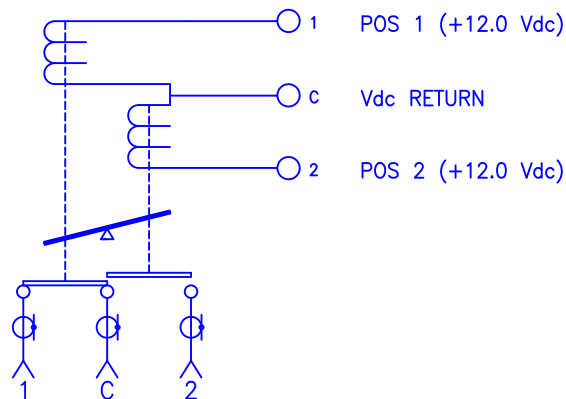 1 POS 1 (+12.0 Vdc)
C Vdc RETURN
2 POS 2 (+12.0 Vdc)
1 C 2